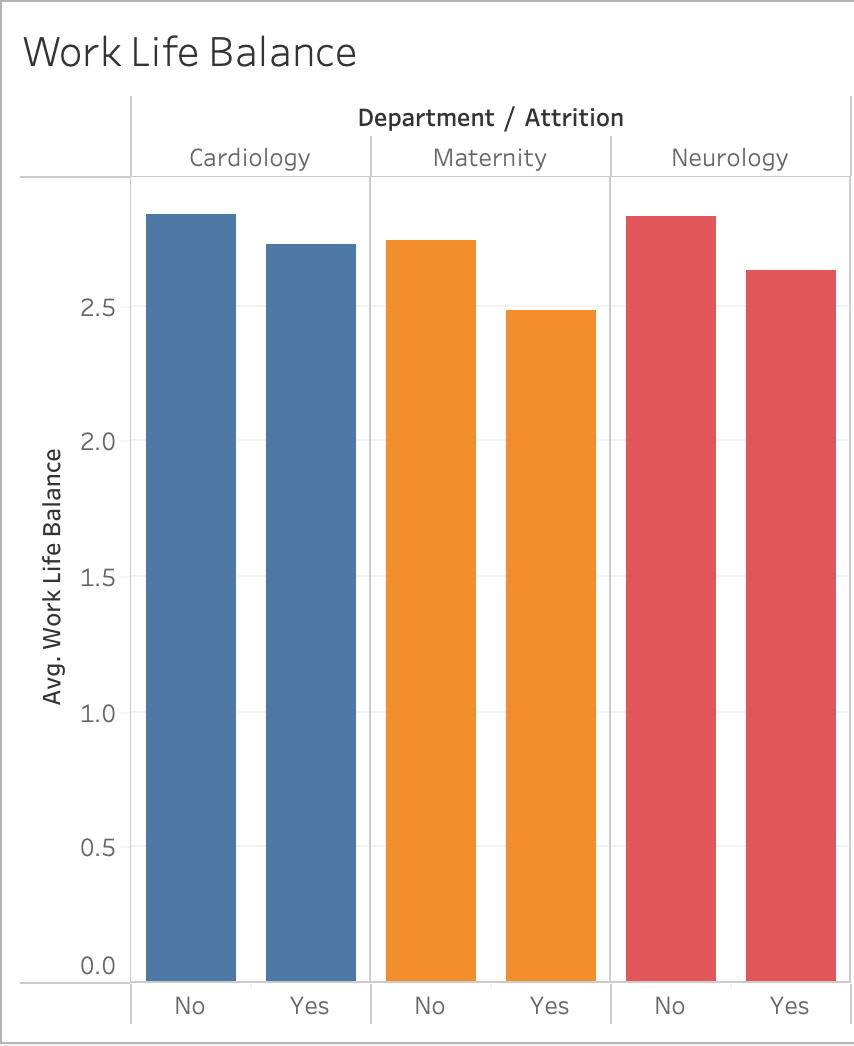 Work Life Balance
Department / Attrition
Cardiology Maternity Neurology
2.5
2.0
1.5
1.0
0.5
0.0
Avg. Work Life Balance
No Yes No Yes No Yes